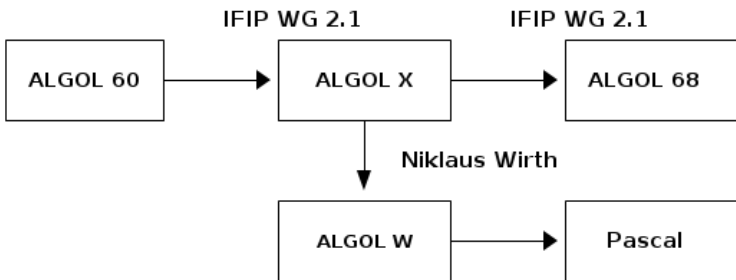 IFIP WG 2.1 IFIP WG 2.1
ALGOL 60 ALGOL X ALGOL 68
Niklaus Wirth
ALGOL W Pascal